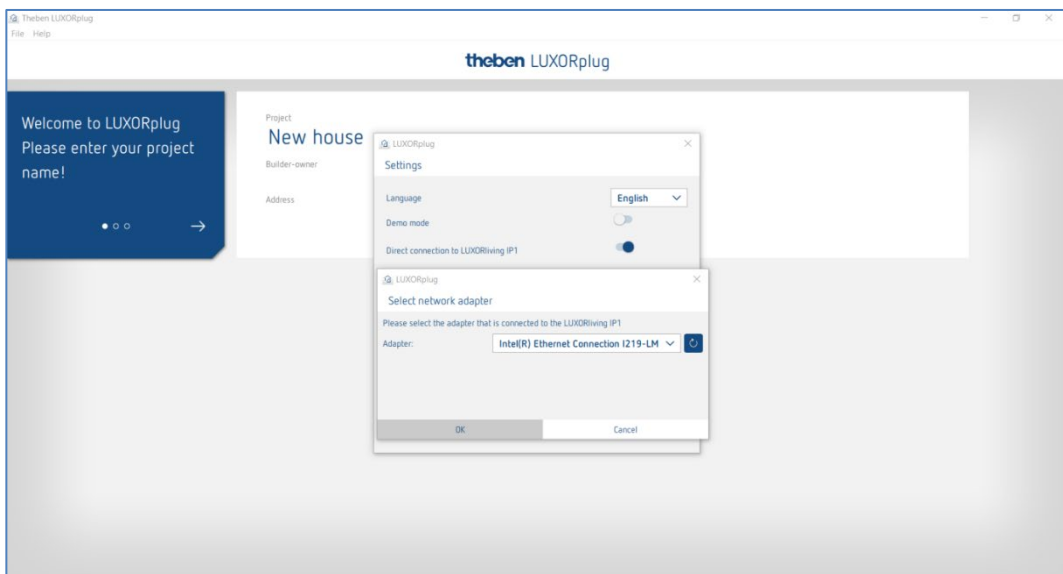 Theben LUXORplug
File Help
theben LUXORplug
Welcome to LUXORplug
Please enter your project
name!
Project
New house
Builder-owner
Address
LUXORplug
Settings
Language English
Demo mode
Direct connection to LUXORliving IP1
LUXORplug
Select network adapter
Please select the adapter that is connected to the LUXORliving IP1
Adapter: Intel(R) Ethernet Connection I219-LM
OK Cancel